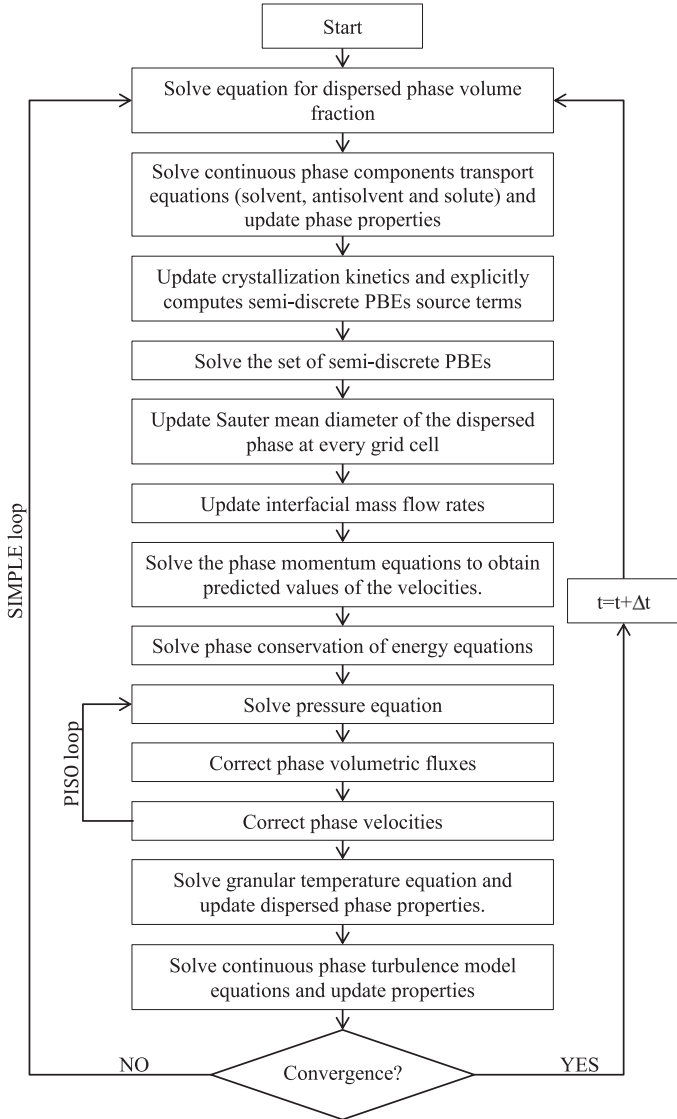 Start
Solve equation for dispersed phase volume
fraction
Solve continuous phase components transport
equations (solvent, antisolvent and solute) and
update phase properties
Update crystallization kinetics and explicitly
computes semi-discrete PBEs source terms
Solve the set of semi-discrete PBEs
Update Sauter mean diameter of the dispersed
phase at every grid cell
Update interfacial mass flow rates
Solve the phase momentum equations to obtain
predicted values of the velocities.
SIMPLE loop
t=t+Δt
Solve phase conservation of energy equations
Solve pressure equation
PISO loop
Correct phase volumetric fluxes
Correct phase velocities
Solve granular temperature equation and
update dispersed phase properties.
Solve continuous phase turbulence model
equations and update properties
NO
Convergence?
YES